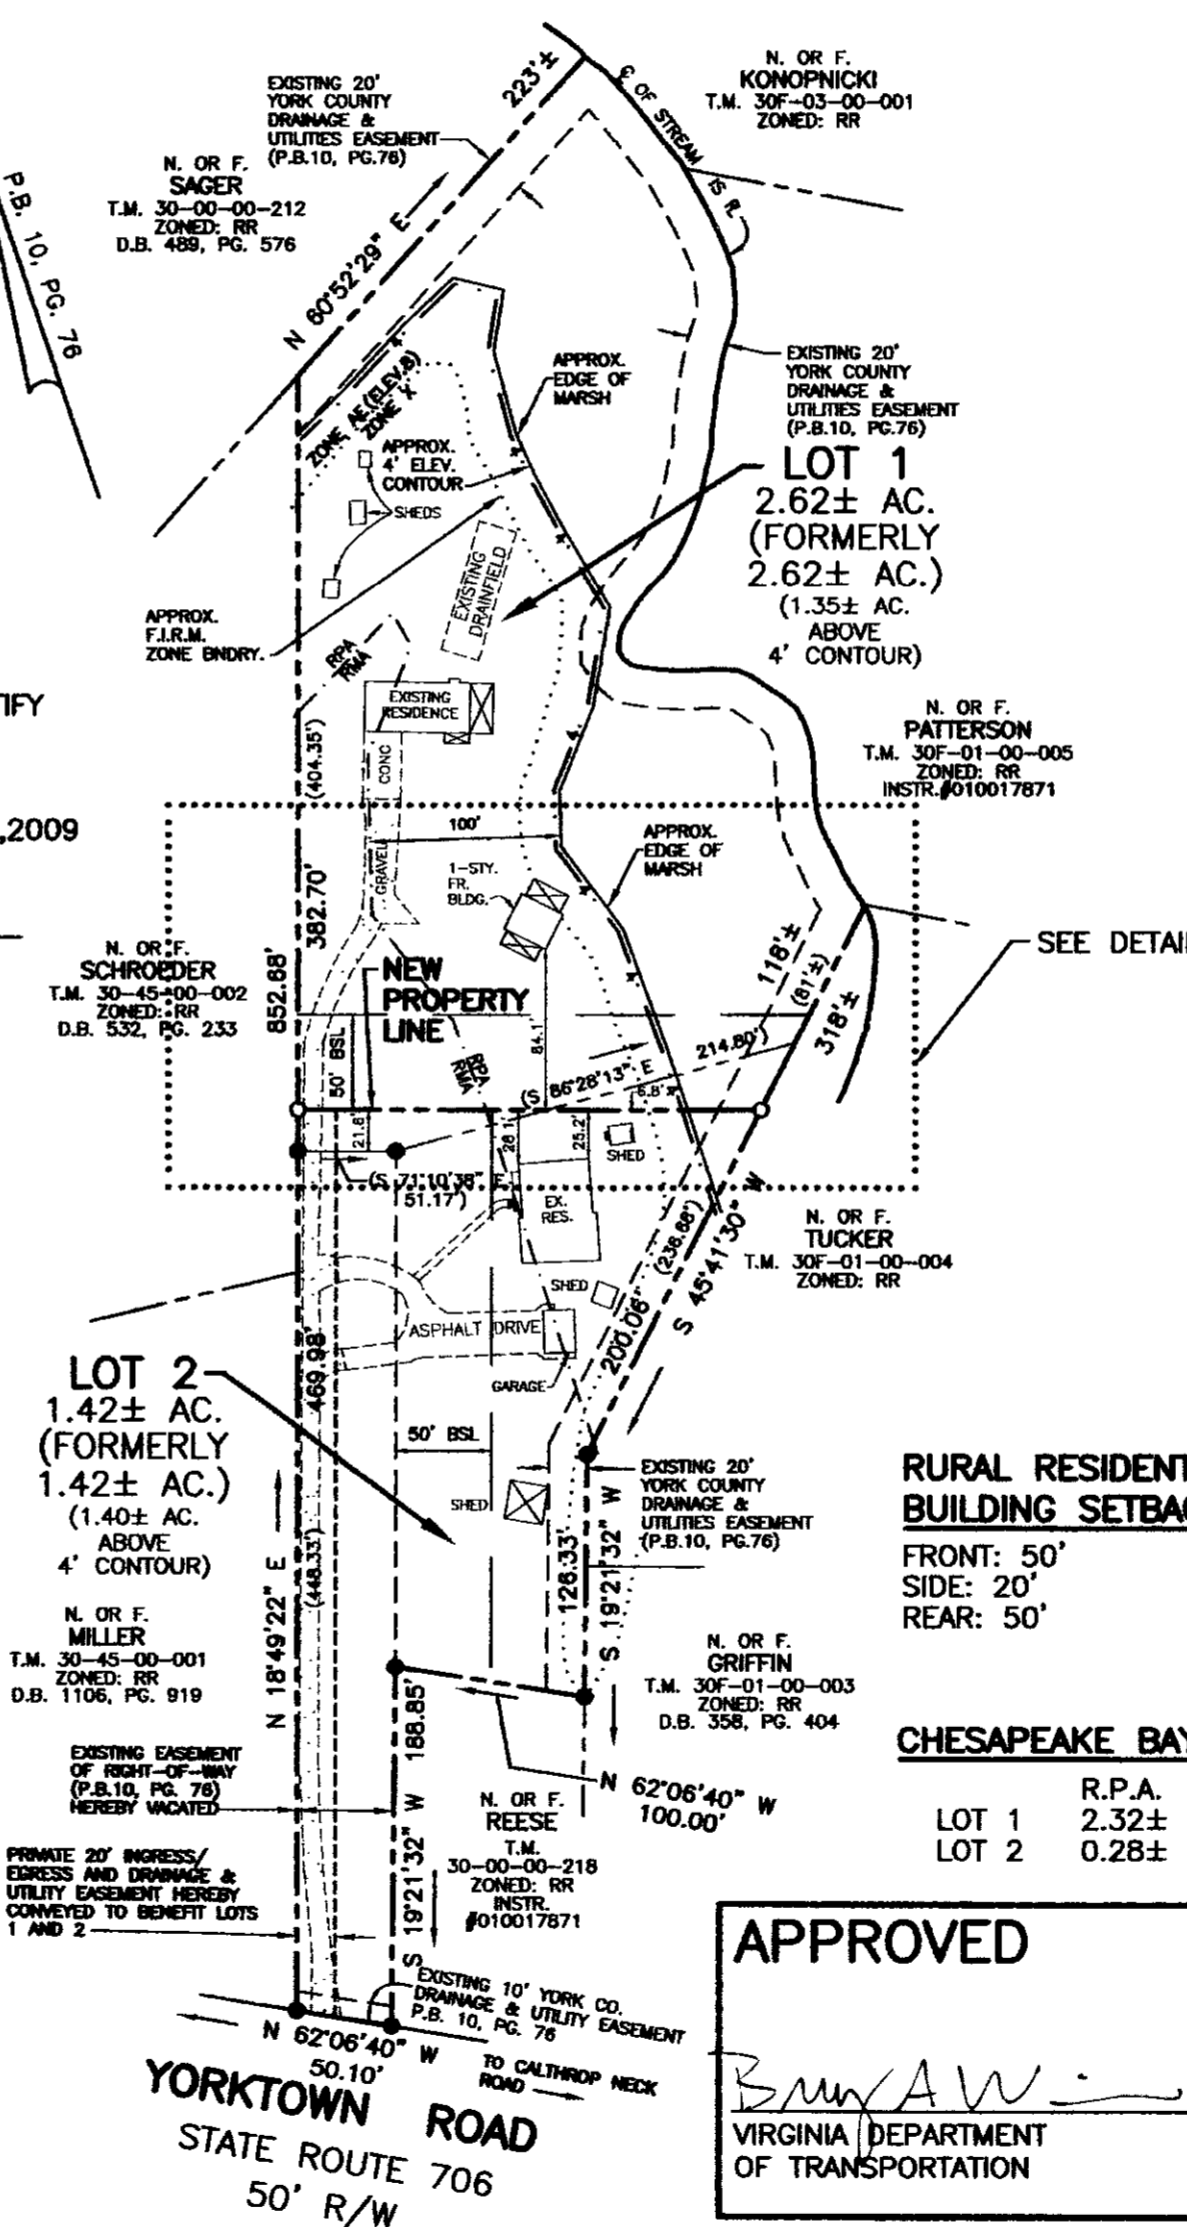 N. OR F.
KONOPNICKI
T.M. 30F-03-00-001
ZONED: RR
223'±
EXISTING 20'
YORK COUNTY
DRAINAGE &
UTILITIES EASEMENT
(P.B.10, PG.76)
℄ OF STREAM IS ℞
N. OR F.
SAGER
T.M. 30-00-00-212
ZONED: RR
D.B. 489, PG. 576
P.B. 10, PG. 76
N 60°52'29" E
EXISTING 20'
YORK COUNTY
DRAINAGE &
UTILITIES EASEMENT
(P.B.10, PG.76)
APPROX.
EDGE OF
MARSH
ZONE AE(ELEV.8)
ZONE X
APPROX.
4' ELEV.
CONTOUR
SHEDS
LOT 1
2.62± AC.
(FORMERLY
2.62± AC.)
(1.35± AC.
ABOVE
4' CONTOUR)
EXISTING
DRAINFIELD
APPROX.
F.I.R.M.
ZONE BNDRY.
RPA
RMA
EXISTING
RESIDENCE
TIFY
N. OR F.
PATTERSON
T.M. 30F-01-00-005
ZONED: RR
INSTR.#010017871
(404.35')
CONC
,2009
100'
GRAVEL
APPROX.
EDGE OF
MARSH
1-STY.
FR.
BLDG.
382.70'
852.68'
N. OR F.
SCHROEDER
T.M. 30-45-00-002
ZONED: RR
D.B. 532, PG. 233
NEW
PROPERTY
LINE
118'±
(81'±)
318'±
SEE DETAI
50' BSL
84.1'
RPA
RMA
(S 86°28'13" E
214.80')
6.8'
21.6'
28.1'
25.2'
SHED
(S 71°10'38" E
51.17')
EX.
RES.
N. OR F.
TUCKER
T.M. 30F-01-00-004
ZONED: RR
(236.68')
S 45°41'30" W
200.06'
SHED
ASPHALT DRIVE
GARAGE
469.98'
LOT 2
1.42± AC.
(FORMERLY
1.42± AC.)
(1.40± AC.
ABOVE
4' CONTOUR)
50' BSL
SHED
EXISTING 20'
YORK COUNTY
DRAINAGE &
UTILITIES EASEMENT
(P.B.10, PG.76)
RURAL RESIDENT
BUILDING SETBAC
FRONT: 50'
SIDE: 20'
REAR: 50'
(448.33')
N 18°49'22" E
126.33'
S 19°21'32" W
N. OR F.
MILLER
T.M. 30-45-00-001
ZONED: RR
D.B. 1106, PG. 919
N. OR F.
GRIFFIN
T.M. 30F-01-00-003
ZONED: RR
D.B. 358, PG. 404
CHESAPEAKE BAY
R.P.A.
LOT 1 2.32±
LOT 2 0.28±
EXISTING EASEMENT
OF RIGHT-OF-WAY
(P.B.10, PG. 76)
HEREBY VACATED
188.85'
S 19°21'32" W
N 62°06'40" W
100.00'
N. OR F.
REESE
T.M.
30-00-00-218
ZONED: RR
INSTR.
#010017871
PRIVATE 20' INGRESS/
EGRESS AND DRAINAGE &
UTILITY EASEMENT HEREBY
CONVEYED TO BENEFIT LOTS
1 AND 2
EXISTING 10' YORK CO.
DRAINAGE & UTILITY EASEMENT
P.B. 10, PG. 76
N 62°06'40" W
50.10'
TO CALTHROP NECK
ROAD
YORKTOWN ROAD
STATE ROUTE 706
50' R/W
APPROVED
VIRGINIA DEPARTMENT
OF TRANSPORTATION